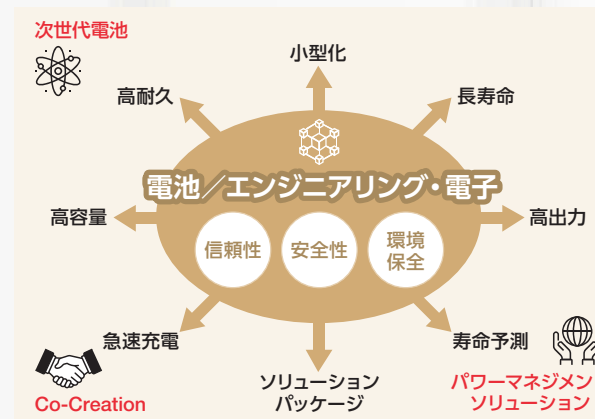 次世代電池
小型化
高耐久
長寿命
電池／エンジニアリング・電子
高容量
高出力
信頼性
安全性
環境
保全
急速充電
寿命予測
ソリューション
パッケージ
Co-Creation
パワーマネジメン
ソリューション